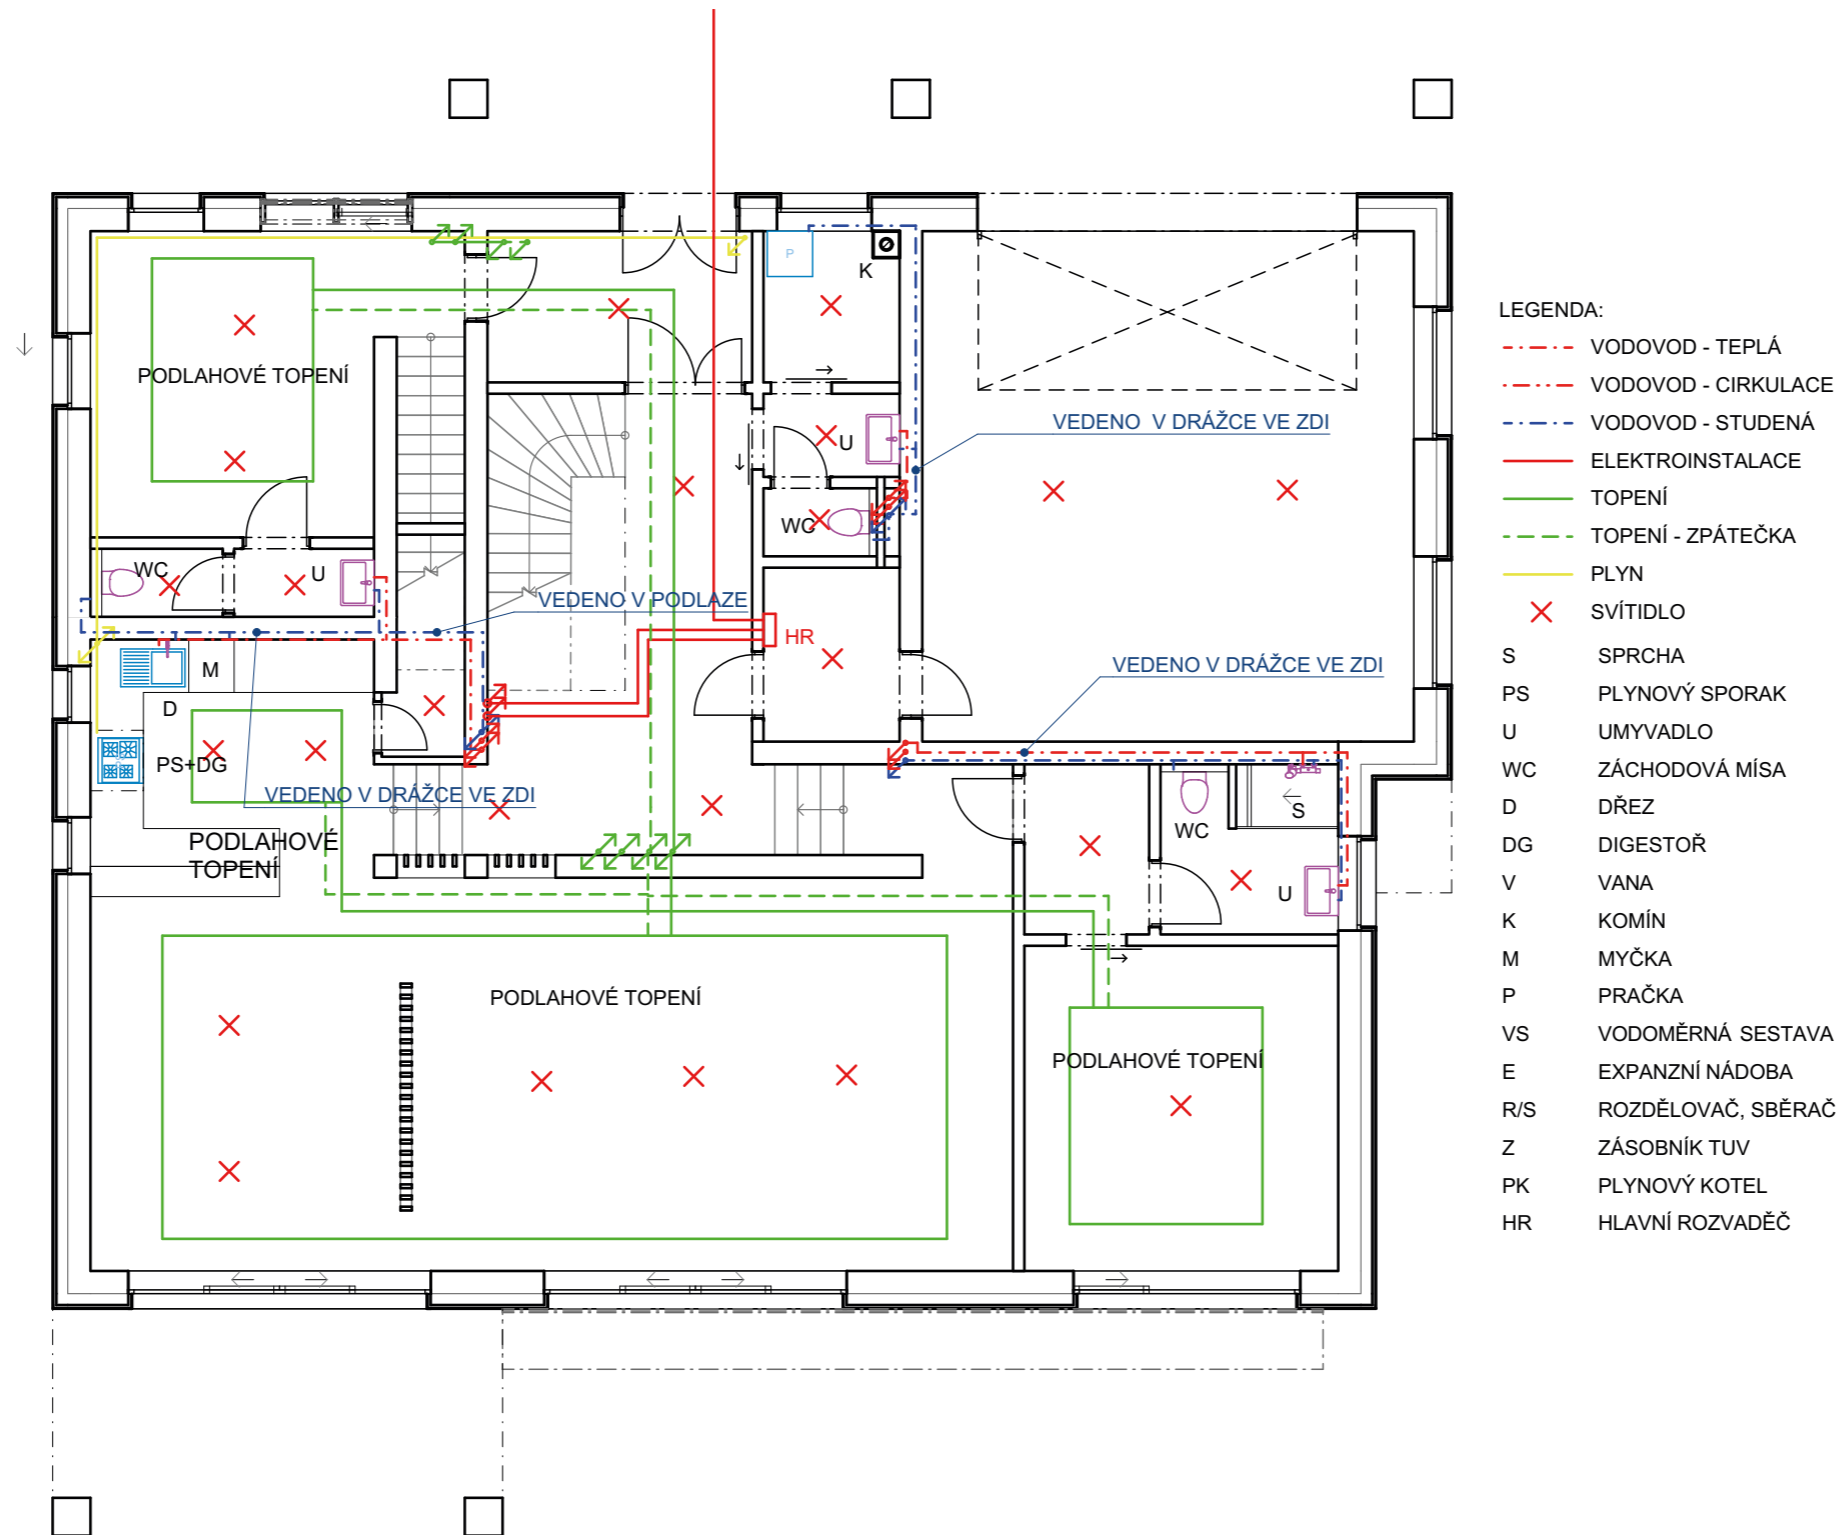 P
K
PODLAHOVÉ TOPENÍ
VEDENO V DRÁŽCE VE ZDI
U
WC
WC
U
VEDENO V PODLAZE
HR
M
D
VEDENO V DRÁŽCE VE ZDI
PS+DG
VEDENO V DRÁŽCE VE ZDI
PODLAHOVÉ
TOPENÍ
S
WC
U
PODLAHOVÉ TOPENÍ
PODLAHOVÉ TOPENÍ
LEGENDA:
VODOVOD - TEPLÁ
VODOVOD - CIRKULACE
VODOVOD - STUDENÁ
ELEKTROINSTALACE
TOPENÍ
TOPENÍ - ZPÁTEČKA
PLYN
SVÍTIDLO
S SPRCHA
PS PLYNOVÝ SPORAK
U UMYVADLO
WC ZÁCHODOVÁ MÍSA
D DŘEZ
DG DIGESTOŘ
V VANA
K KOMÍN
M MYČKA
P PRAČKA
VS VODOMĚRNÁ SESTAVA
E EXPANZNÍ NÁDOBA
R/S ROZDĚLOVAČ, SBĚRAČ
Z ZÁSOBNÍK TUV
PK PLYNOVÝ KOTEL
HR HLAVNÍ ROZVADĚČ